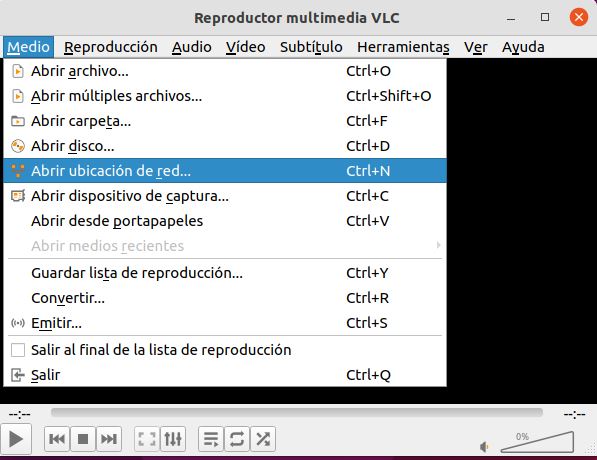 Reproductor multimedia VLC
Medio Reproducción Audio Vídeo Subtítulo Herramientas Ver Ayuda
Abrir archivo... Ctrl+O
Abrir múltiples archivos... Ctrl+Shift+O
Abrir carpeta... Ctrl+F
Abrir disco... Ctrl+D
Abrir ubicación de red... Ctrl+N
Abrir dispositivo de captura... Ctrl+C
Abrir desde portapapeles Ctrl+V
Abrir medios recientes
Guardar lista de reproducción... Ctrl+Y
Convertir... Ctrl+R
Emitir... Ctrl+S
Salir al final de la lista de reproducción
Salir Ctrl+Q
--:-- --:--
0%